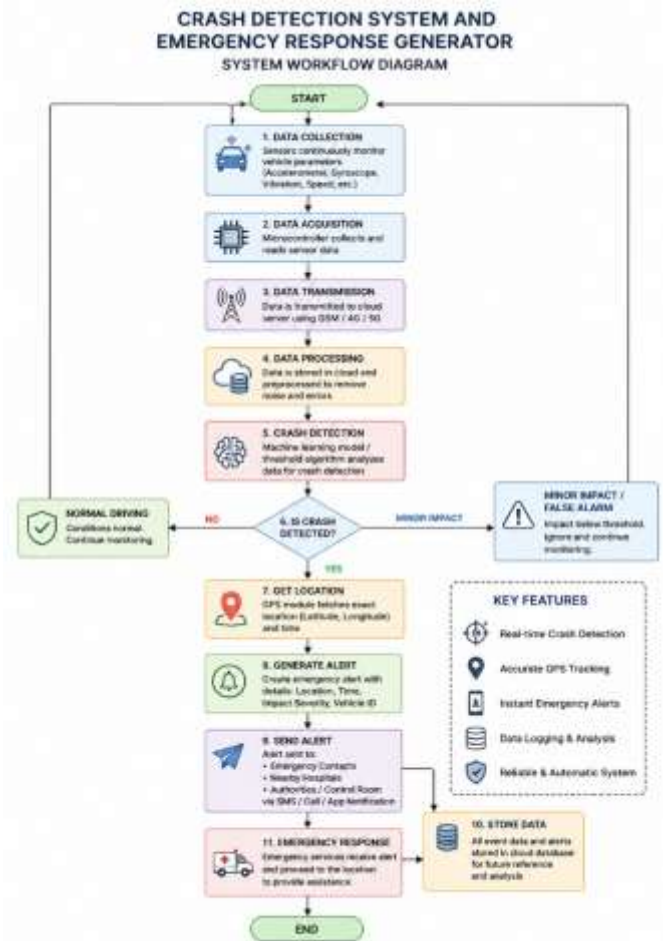 CRASH DETECTION SYSTEM AND
EMERGENCY RESPONSE GENERATOR
SYSTEM WORKFLOW DIAGRAM
START
1. DATA COLLECTION
Sensors continuously monitor
vehicle parameters
(Accelerometer, Gyroscope,
Vibration, Speed, etc.)
2. DATA ACQUISITION
Microcontroller collects and
reads sensor data
3. DATA TRANSMISSION
Data is transmitted to cloud
server using GSM / 4G / 5G
4. DATA PROCESSING
Data is stored in cloud and
preprocessed to remove
noise and errors
5. CRASH DETECTION
Machine learning model /
threshold algorithm analyzes
data for crash detection
NORMAL DRIVING
Conditions normal.
Continue monitoring.
NO
6. IS CRASH
DETECTED?
MINOR IMPACT
MINOR IMPACT /
FALSE ALARM
Impact below threshold.
Ignore and continue
monitoring.
YES
7. GET LOCATION
GPS module fetches exact
location (Latitude, Longitude)
and time
8. GENERATE ALERT
Create emergency alert with
details: Location, Time,
Impact Severity, Vehicle ID
9. SEND ALERT
Alert sent to:
• Emergency Contacts
• Nearby Hospitals
• Authorities / Control Room
via SMS / Call / App Notification
KEY FEATURES
Real-time Crash Detection
Accurate GPS Tracking
Instant Emergency Alerts
Data Logging & Analysis
Reliable & Automatic System
10. STORE DATA
All event data and alerts
stored in cloud database
for future reference
and analysis
11. EMERGENCY RESPONSE
Emergency services receive alert
and proceed to the location
to provide assistance.
END